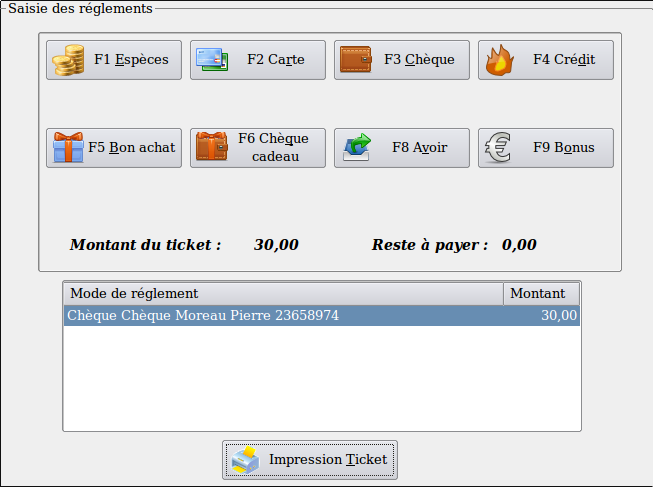 Saisie des réglements
F1 Espèces
F2 Carte
F3 Chèque
F4 Crédit
F5 Bon achat
F6 Chèque
cadeau
F8 Avoir
F9 Bonus
Montant du ticket : 30,00 Reste à payer : 0,00
Mode de réglement Montant
Chèque Chèque Moreau Pierre 23658974 30,00
Impression Ticket